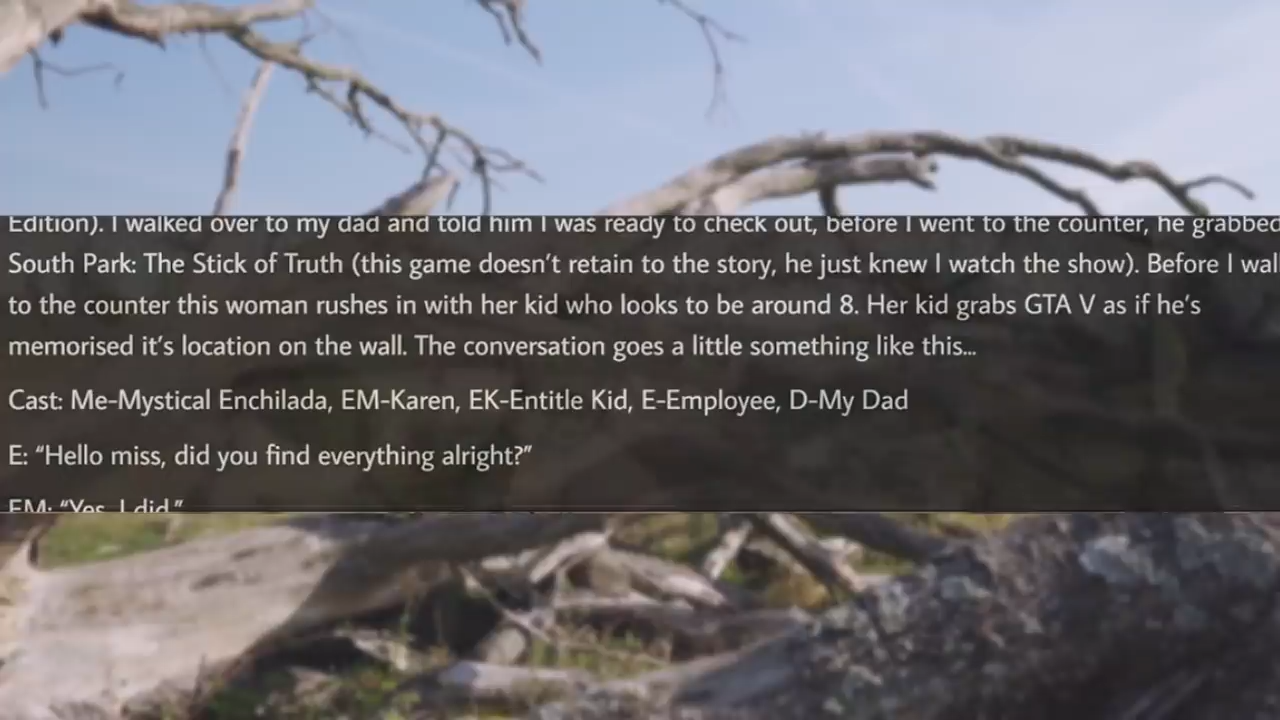 Edition). I walked over to my dad and told him I was ready to check out, before I went to the counter, he grabbed
South Park: The Stick of Truth (this game doesn’t retain to the story, he just knew I watch the show). Before I wal
to the counter this woman rushes in with her kid who looks to be around 8. Her kid grabs GTA V as if he’s
memorised it’s location on the wall. The conversation goes a little something like this...
Cast: Me-Mystical Enchilada, EM-Karen, EK-Entitle Kid, E-Employee, D-My Dad
E: “Hello miss, did you find everything alright?”
EM: “Yes, I did.”